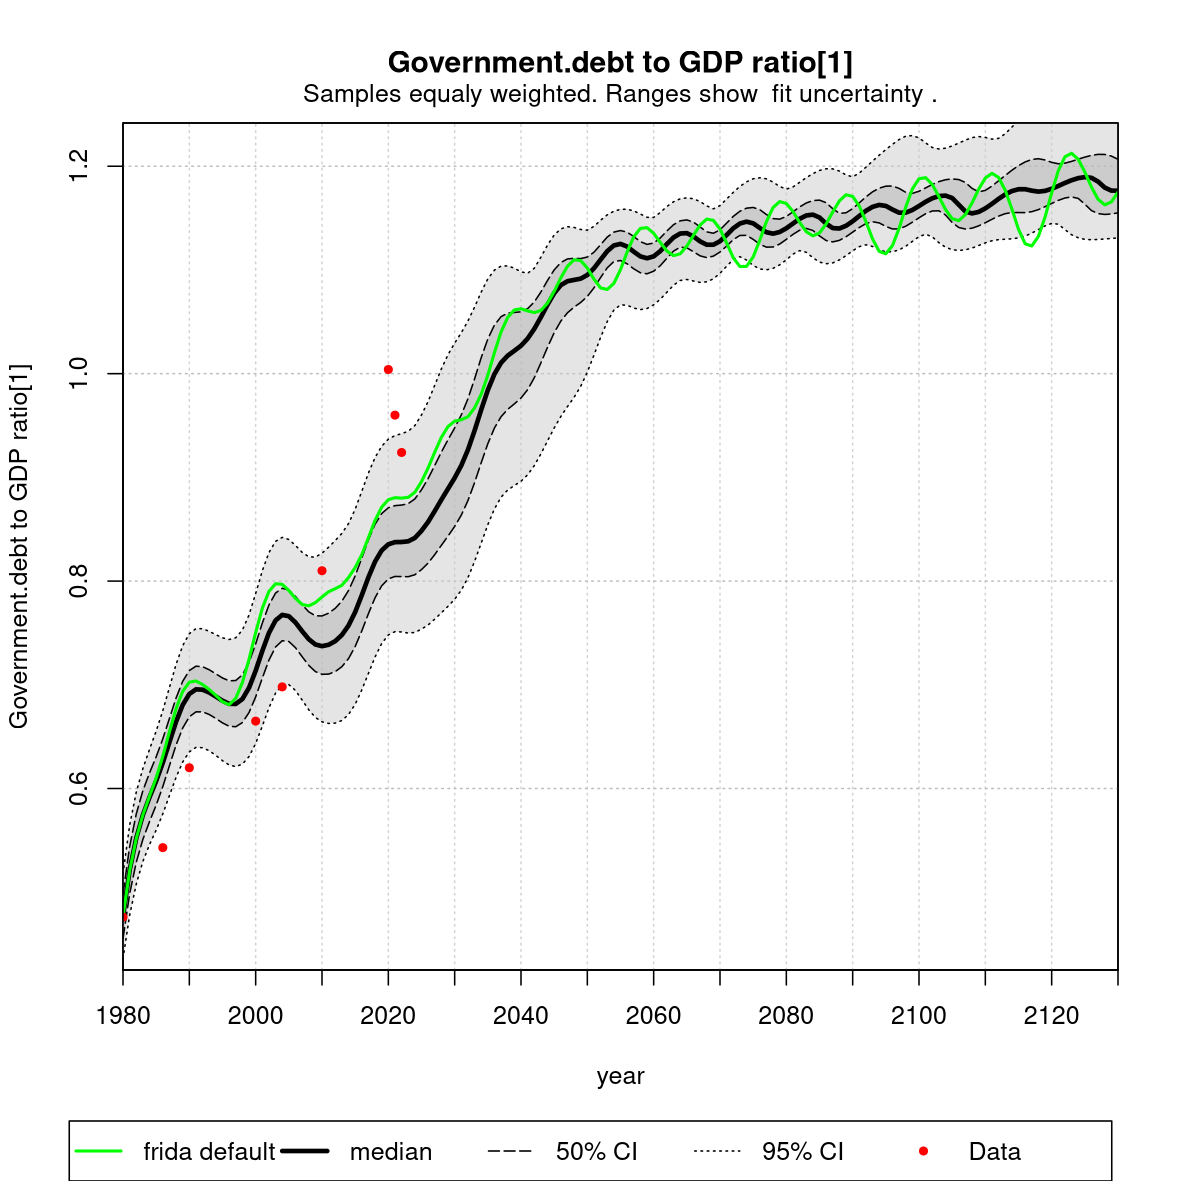 Government.debt to GDP ratio[1]
Samples equaly weighted. Ranges show  fit uncertainty .
Government.debt to GDP ratio[1]
1.2
1.0
0.8
0.6
1980 2000 2020 2040 2060 2080 2100 2120
year
frida default median 50% CI 95% CI Data